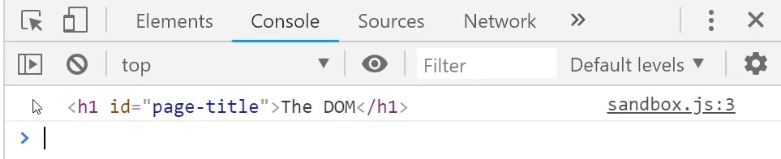 Elements Console Sources Network »
top Filter Default levels
<h1 id="page-title">The DOM</h1> sandbox.js:3
>